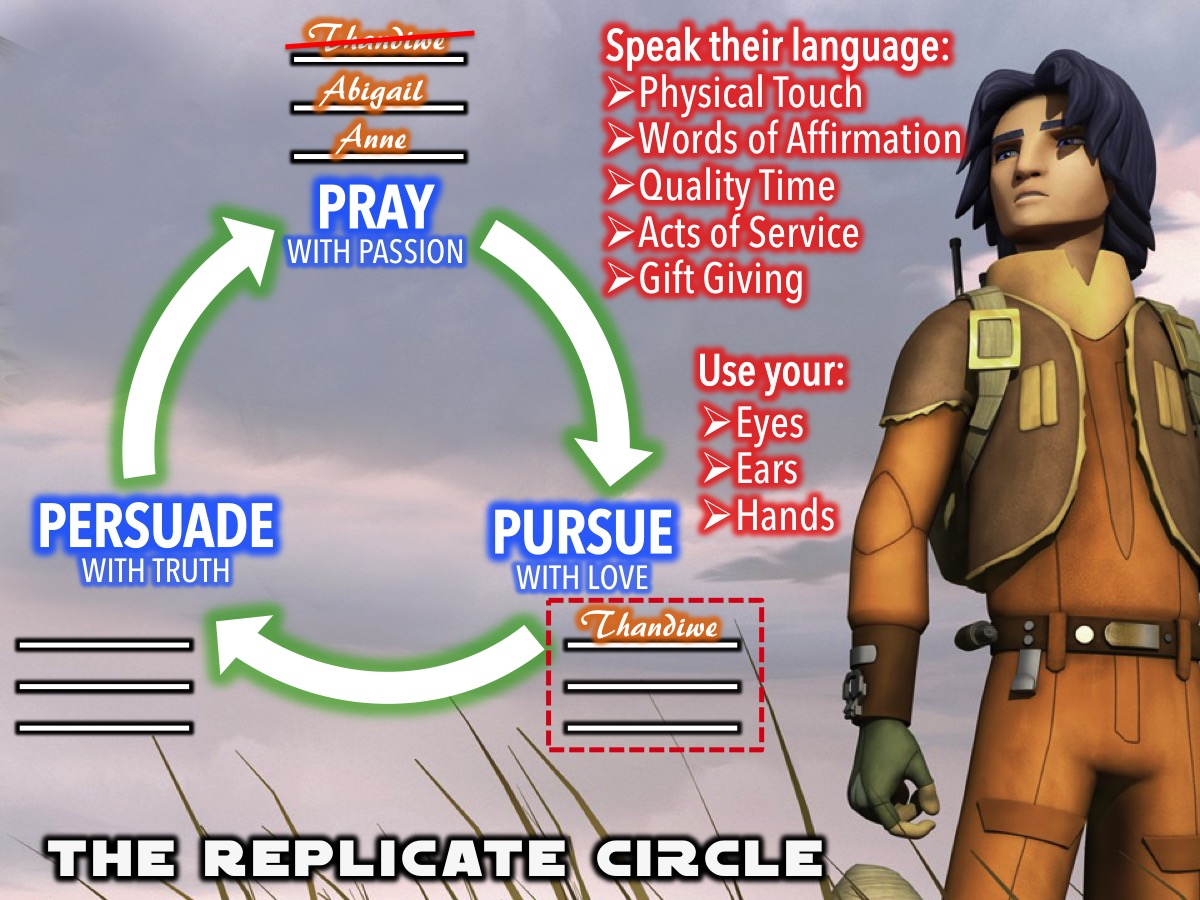 Thandiwe
Abigail
Anne
PRAY
WITH PASSION
Speak their language:
➢Physical Touch
➢Words of Affirmation
➢Quality Time
➢Acts of Service
➢Gift Giving
Use your:
➢Eyes
➢Ears
➢Hands
PURSUE
WITH LOVE
Thandiwe
PERSUADE
WITH TRUTH
THE REPLICATE CIRCLE